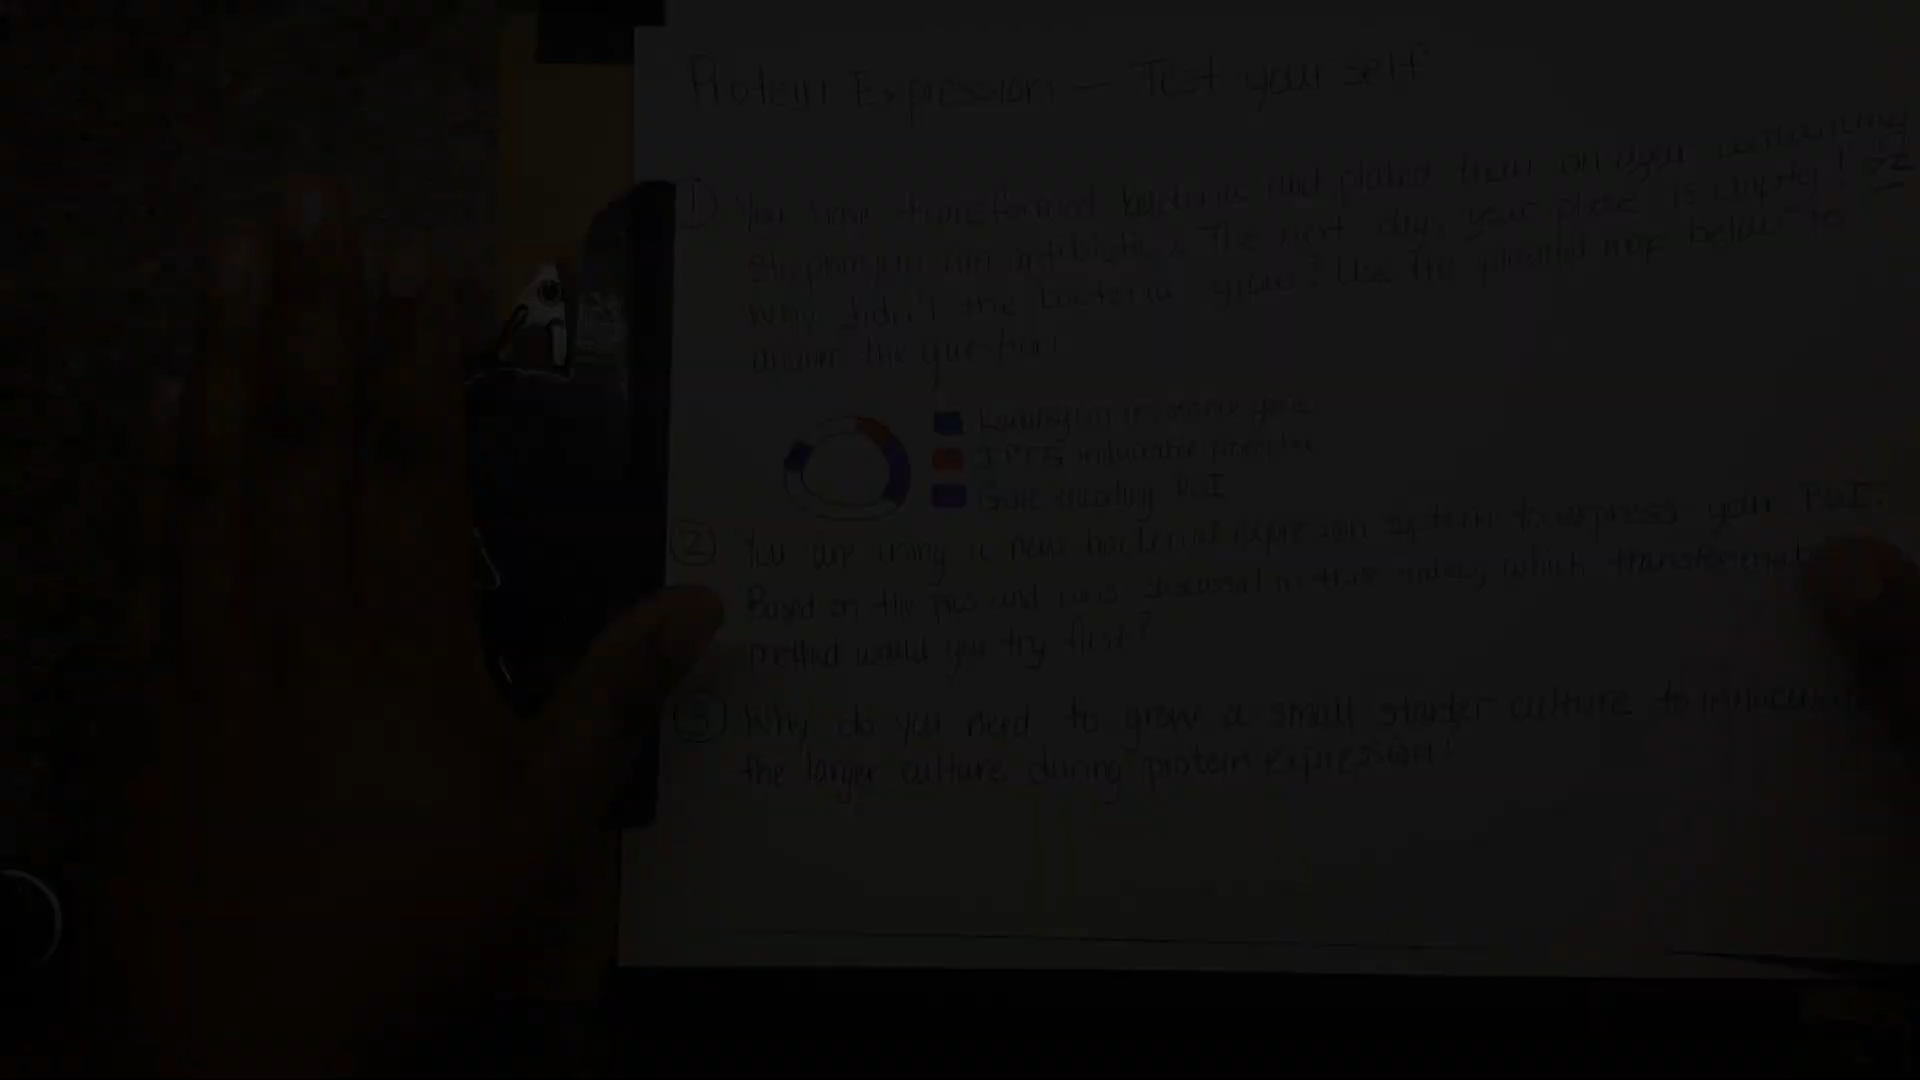 Protein Expression — Test yourself
① You have transformed bacteria and plated them on agar containing
streptomycin (an antibiotic). The next day, your plate is empty!
Why didn't the bacteria grow? Use the plasmid map below to
answer the question!
resistance gene
IPTG inducible promoter
Gene encoding POI
② You are using a new bacterial expression system to express your POI.
Based on the pros and cons discussed in this video, which
method would you try first?
③ Why do you need to grow a small starter culture to
the larger culture during protein expression?